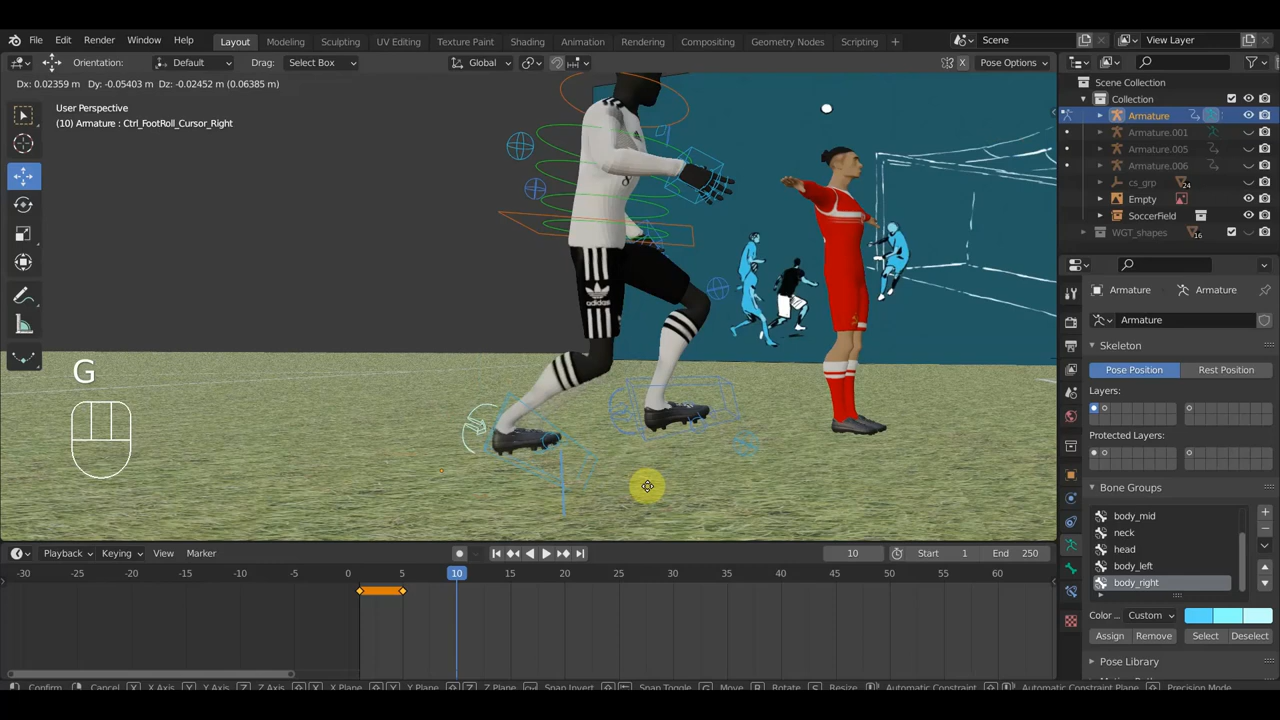 File Edit Render Window Help Layout Modeling Sculpting UV Editing Texture Paint Shading Animation Rendering Compositing Geometry Nodes Scripting + Scene View Layer
Orientation: Default Drag: Select Box Global X Pose Options
Dx: 0.02359 m Dy: -0.05403 m Dz: -0.02452 m (0.06385 m)
User Perspective
(10) Armature : Ctrl_FootRoll_Cursor_Right
G
adidas
Scene Collection
Collection
Armature
Armature.001
Armature.005
Armature.006
cs_grp 24
Empty
SoccerField
WGT_shapes 16
Armature Armature
Armature
Skeleton
Pose Position Rest Position
Layers:
Protected Layers:
Bone Groups
body_mid
neck
head
body_left
body_right
Color ... Custom
Assign Remove Select Deselect
Pose Library
Playback Keying View Marker 10 Start 1 End 250
-30 -25 -20 -15 -10 -5 0 5 10 15 20 25 30 35 40 45 50 55 60
Confirm Cancel X X Axis Y Y Axis Z Z Axis X X Plane Y Y Plane Z Z Plane Snap Invert Snap Toggle G Move R Rotate S Resize Automatic Constraint Automatic Constraint Plane Precision Mode